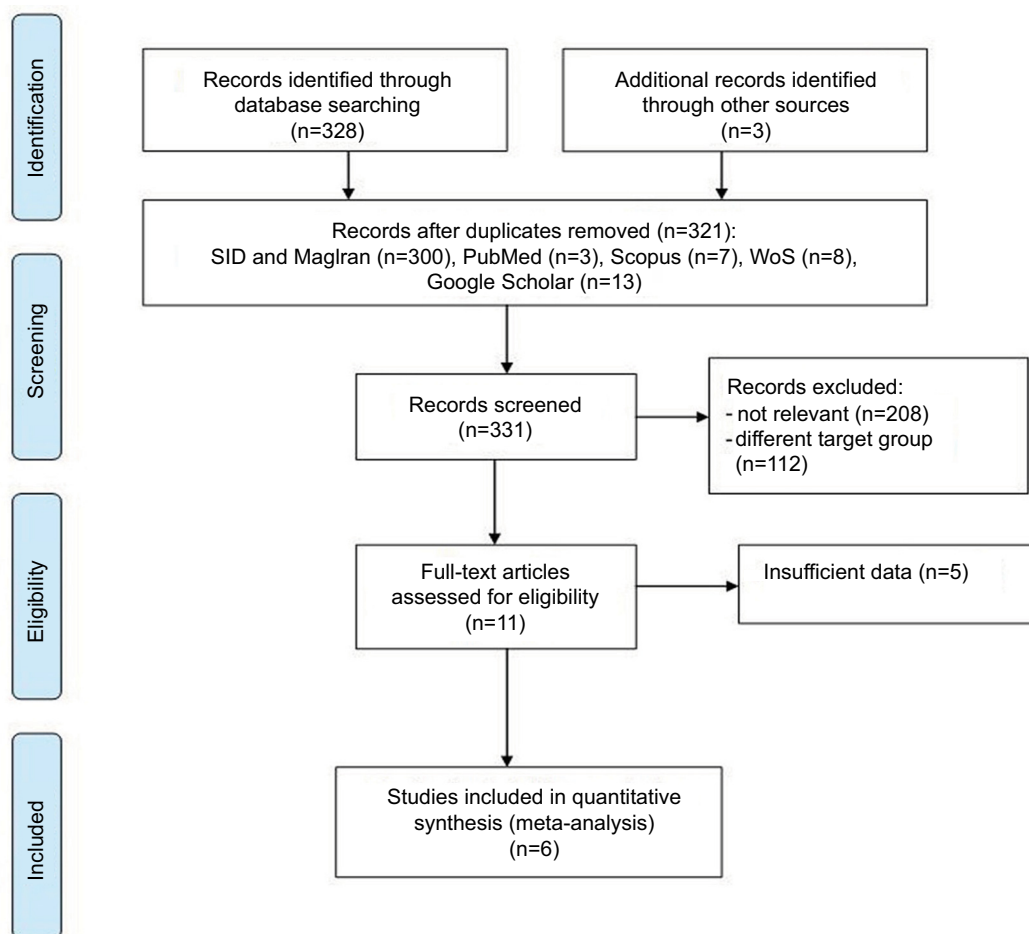 Identification
Records identified through
database searching
(n=328)
Additional records identified
through other sources
(n=3)
Records after duplicates removed (n=321):
SID and MagIran (n=300), PubMed (n=3), Scopus (n=7), WoS (n=8),
Google Scholar (n=13)
Screening
Records screened
(n=331)
Records excluded:
- not relevant (n=208)
- different target group
(n=112)
Eligibility
Full-text articles
assessed for eligibility
(n=11)
Insufficient data (n=5)
Included
Studies included in quantitative
synthesis (meta-analysis)
(n=6)